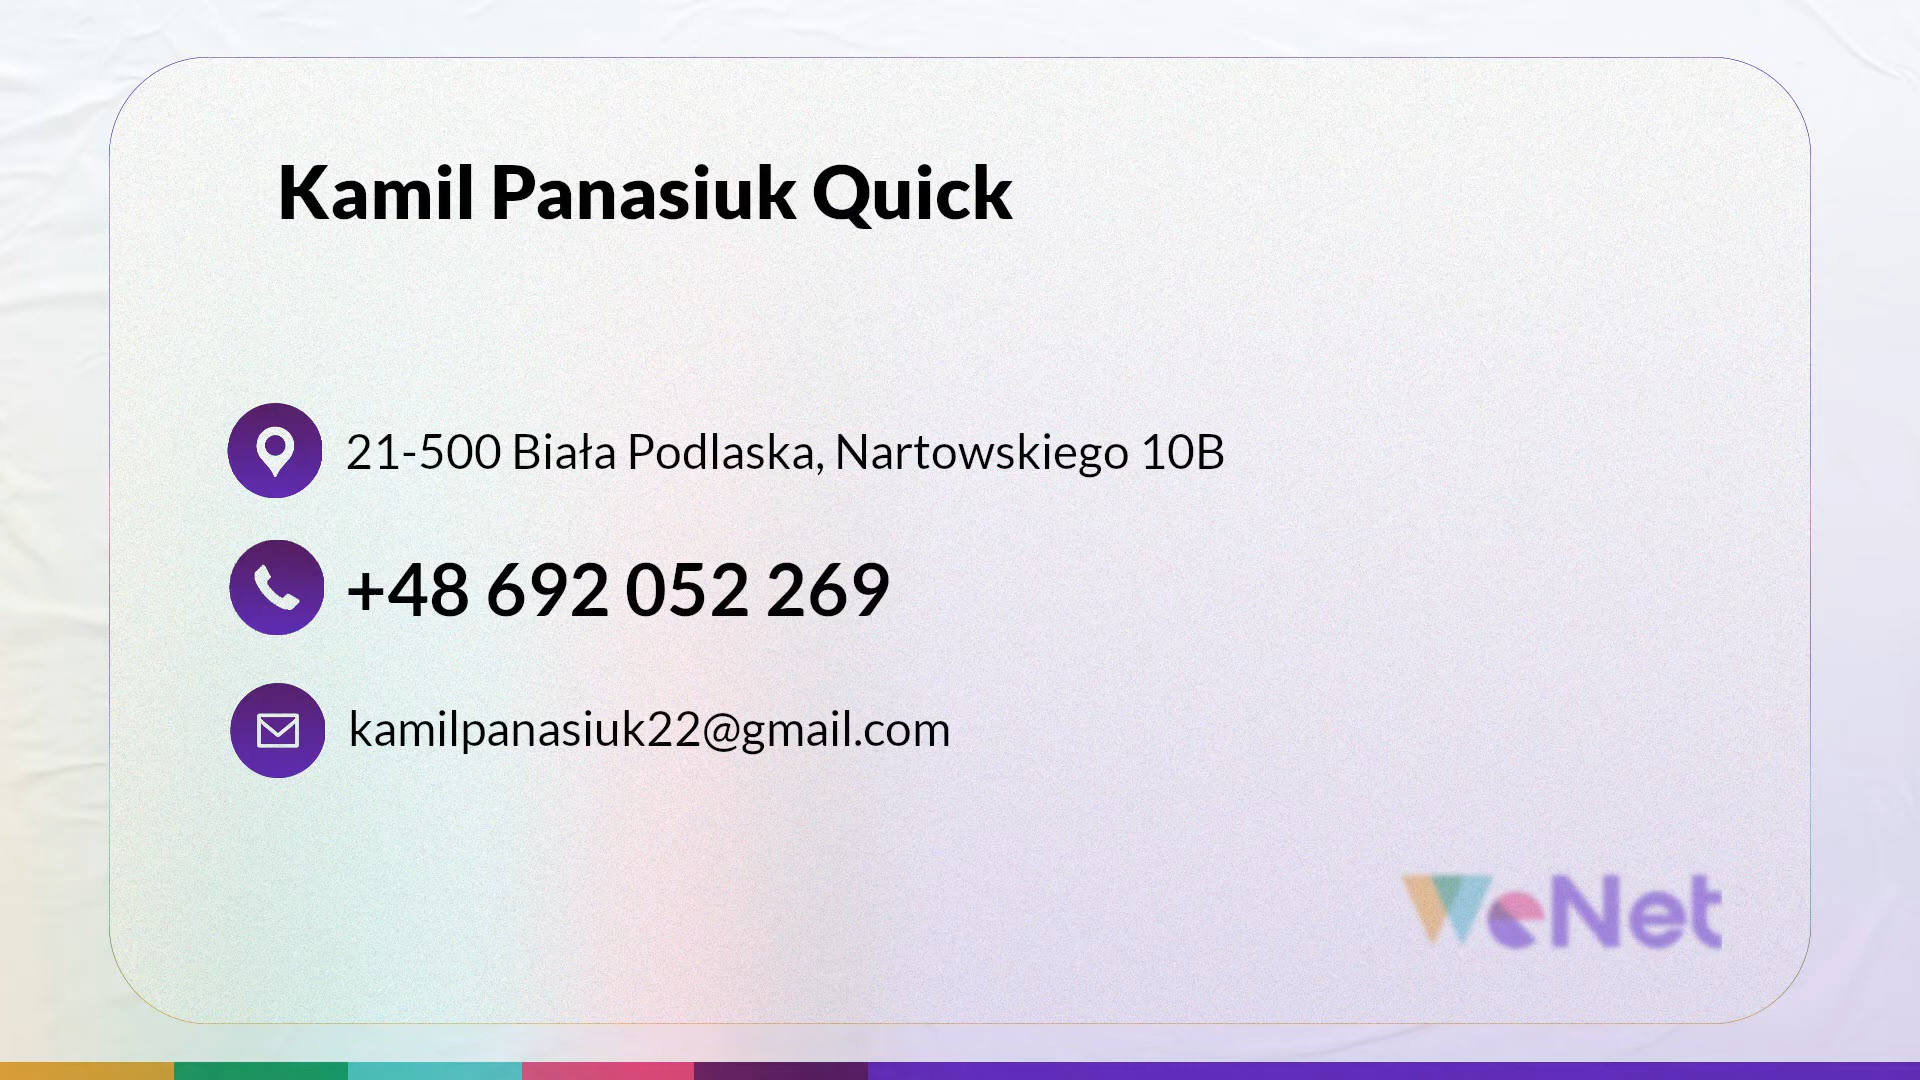 Kamil Panasiuk Quick
21-500 Biała Podlaska, Nartowskiego 10B
+48 692 052 269
kamilpanasiuk22@gmail.com
WeNet